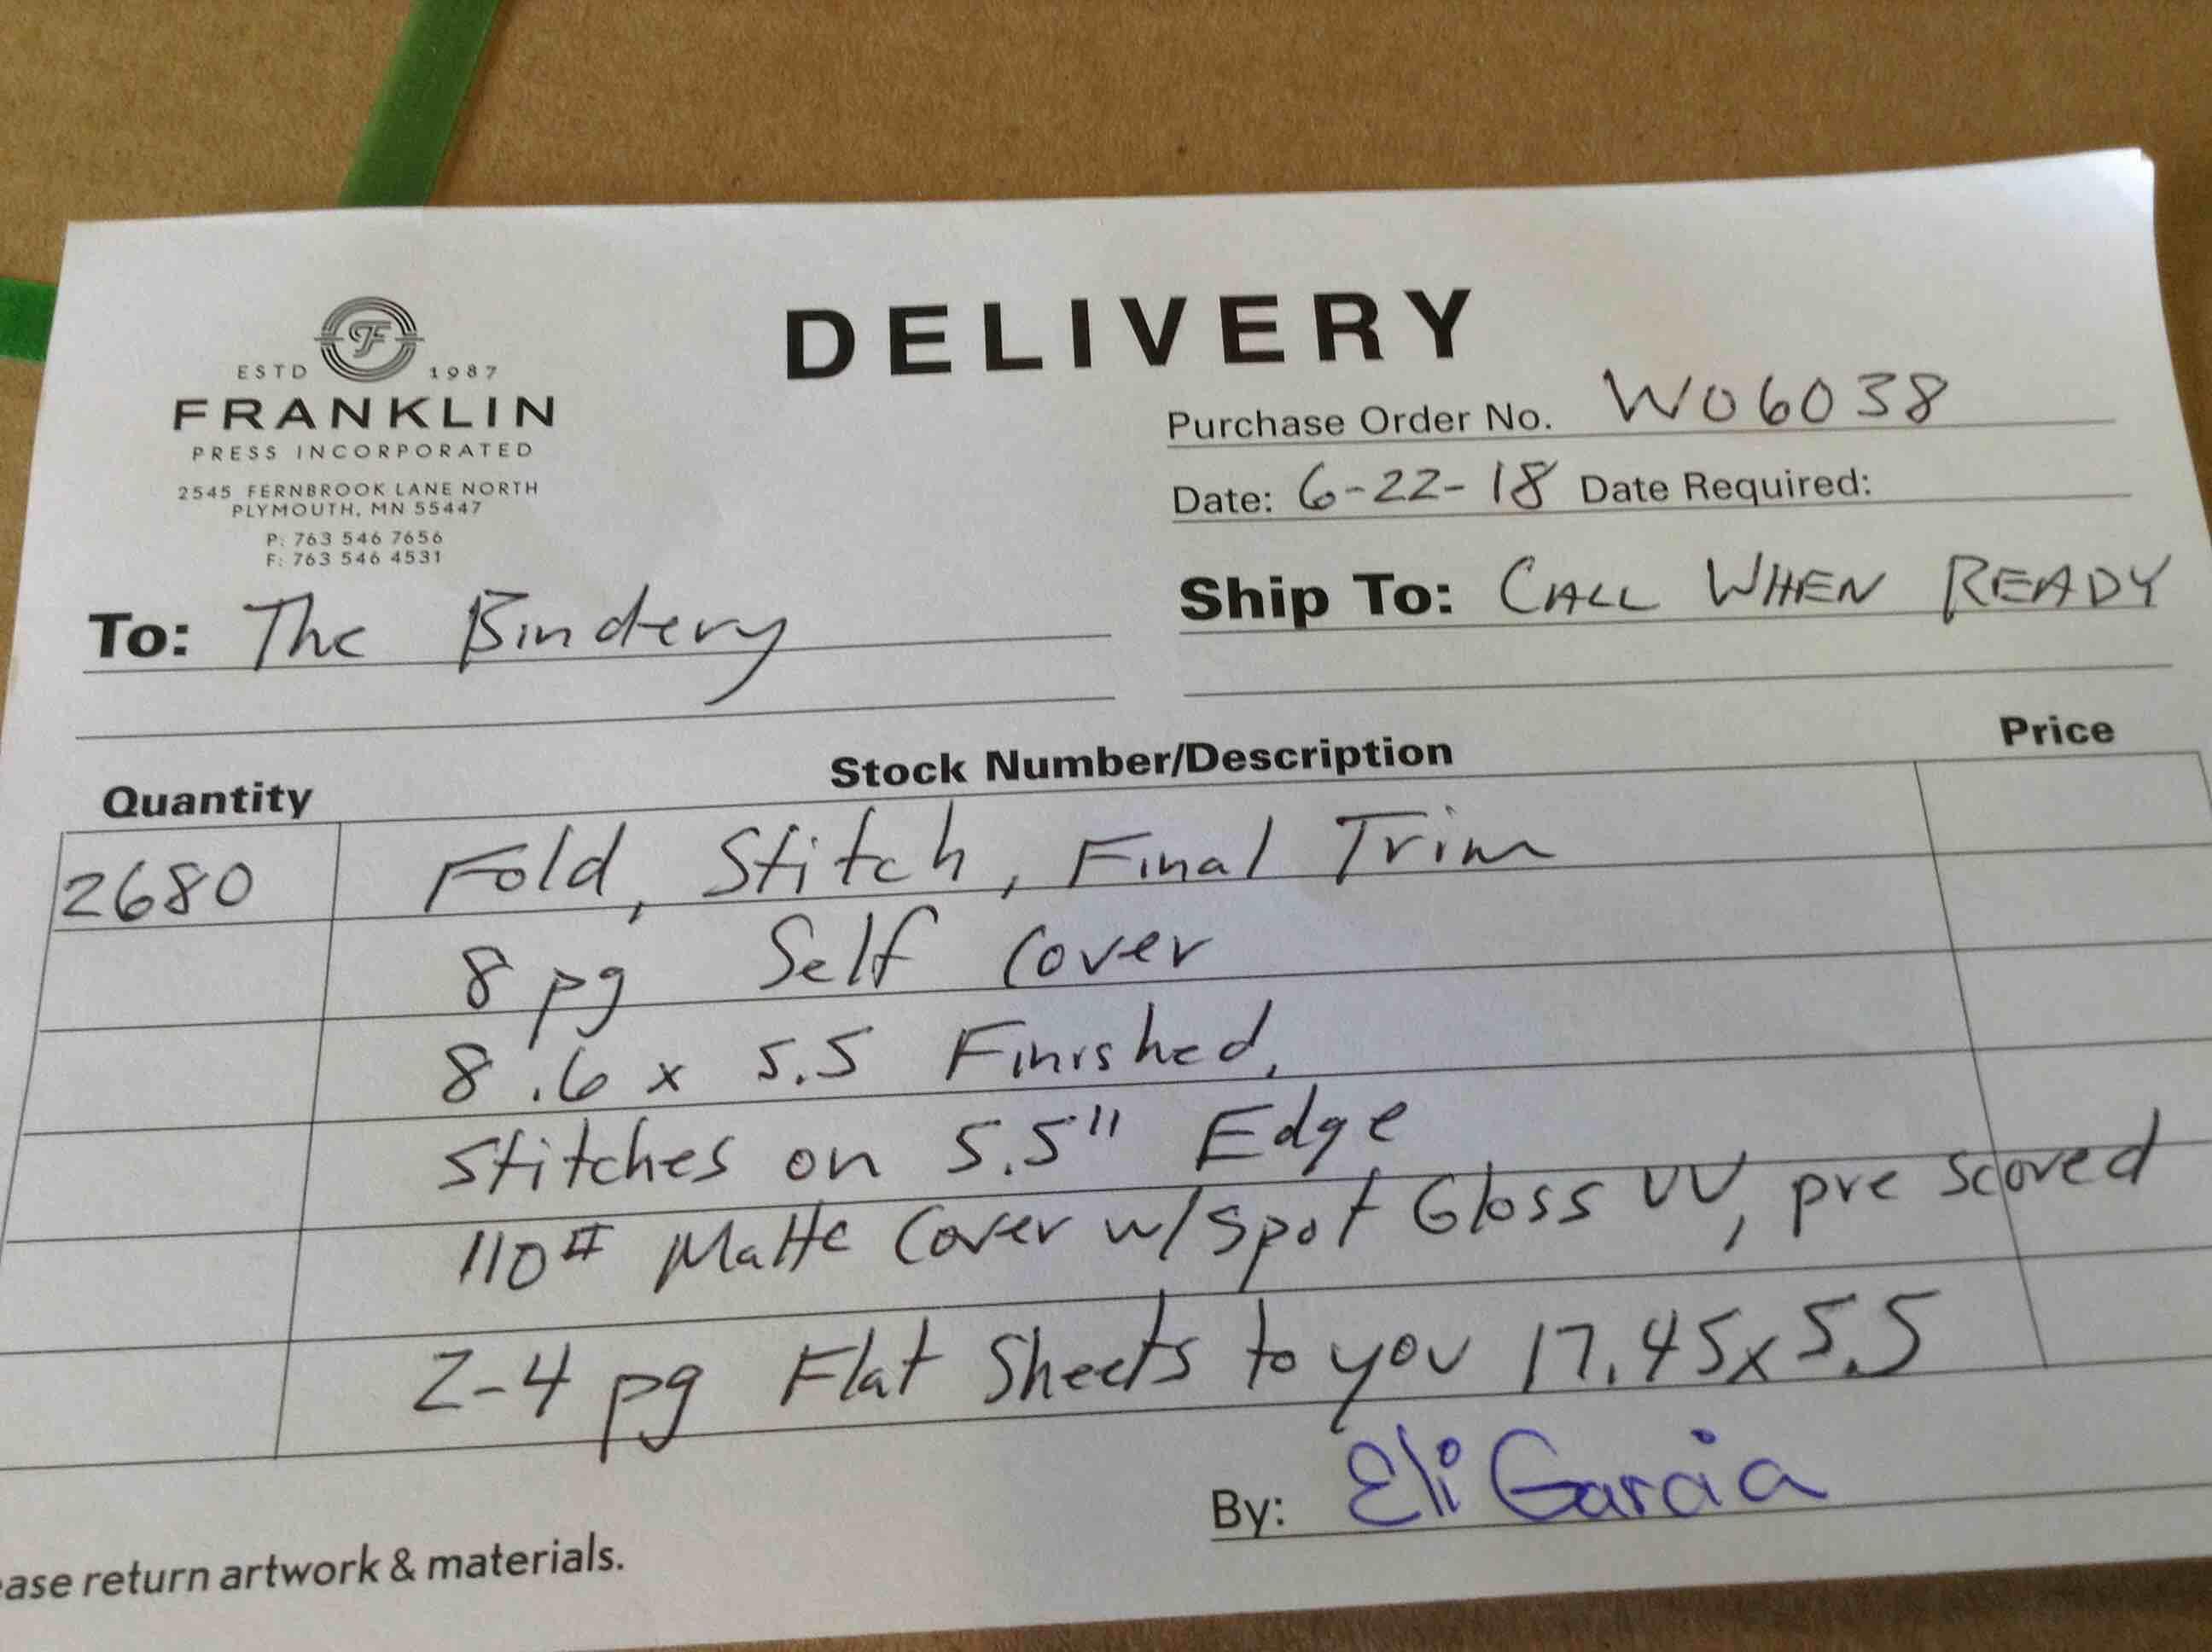 DELIVERY
ESTD 1987
FRANKLIN
PRESS INCORPORATED
2545 FERNBROOK LANE NORTH
PLYMOUTH, MN 55447
P: 763 546 7656
F: 763 546 4531
Purchase Order No. W06038
Date: 6-22-18 Date Required:
To: The Bindery
Ship To: CALL WHEN READY
Quantity Stock Number/Description Price
2680 Fold, Stitch, Final Trim
8 pg Self Cover
8.6 x 5.5 Finished.
Stitches on 5.5" Edge
110# Matte Cover w/spot Gloss UV, pre scored
2-4 pg Flat Sheets to you 17.45x5.5
By: Eli Garcia
ease return artwork & materials.